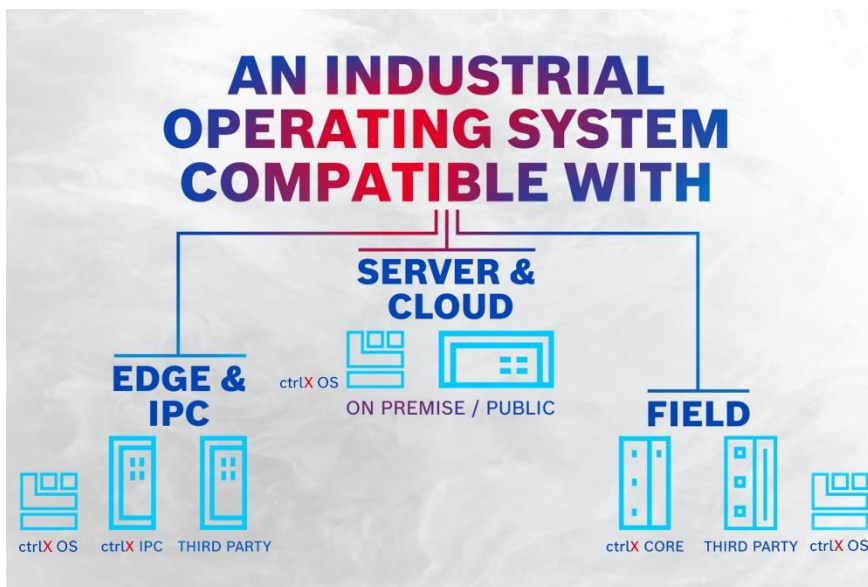 AN INDUSTRIAL
OPERATING SYSTEM
COMPATIBLE WITH
SERVER &
CLOUD
ctrlX OS
ON PREMISE / PUBLIC
EDGE &
IPC
FIELD
ctrlX OS
ctrlX IPC
THIRD PARTY
ctrlX CORE
THIRD PARTY
ctrlX OS